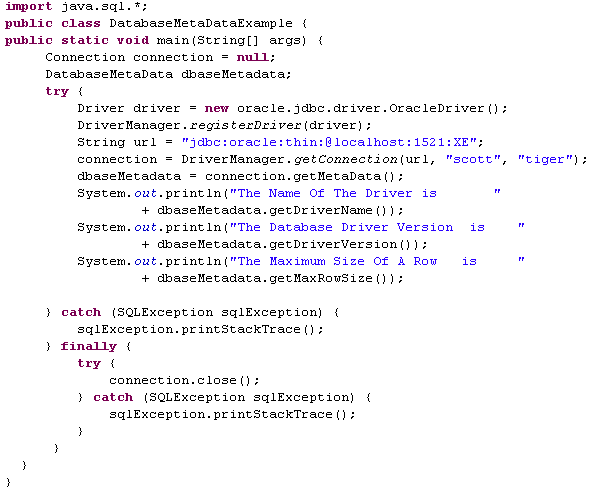 import java.sql.*;
public class DatabaseMetaDataExample {
public static void main(String[] args) {
     Connection connection = null;
     DatabaseMetaData dbaseMetadata;
     try {
         Driver driver = new oracle.jdbc.driver.OracleDriver();
         DriverManager.registerDriver(driver);
         String url = "jdbc:oracle:thin:@localhost:1521:XE";
         connection = DriverManager.getConnection(url, "scott", "tiger");
         dbaseMetadata = connection.getMetaData();
         System.out.println("The Name Of The Driver is       "
                 + dbaseMetadata.getDriverName());
         System.out.println("The Database Driver Version  is    "
                 + dbaseMetadata.getDriverVersion());
         System.out.println("The Maximum Size Of A Row   is     "
                 + dbaseMetadata.getMaxRowSize());

     } catch (SQLException sqlException) {
         sqlException.printStackTrace();
     } finally {
         try {
             connection.close();
         } catch (SQLException sqlException) {
             sqlException.printStackTrace();
         }
      }
  }
}